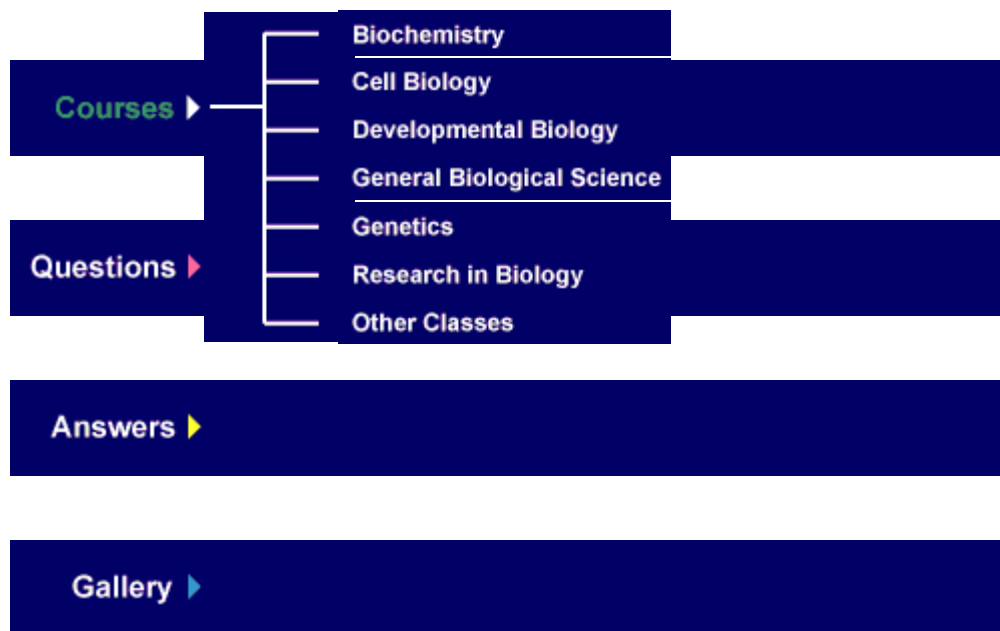 Biochemistry
Cell Biology
Courses
Developmental Biology
General Biological Science
Genetics
Questions
Research in Biology
Other Classes
Answers
Gallery